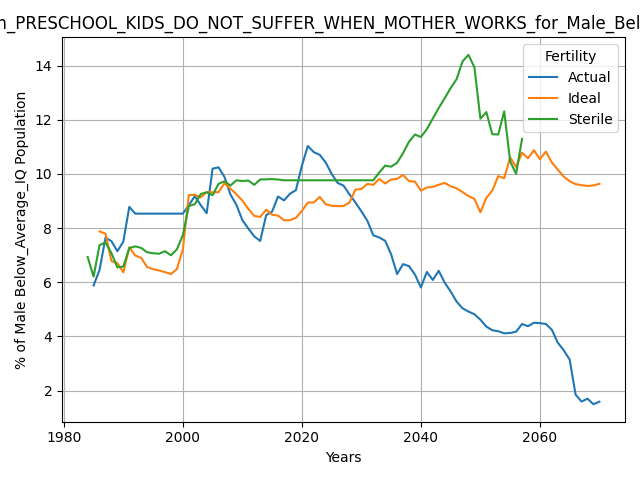 n_PRESCHOOL_KIDS_DO_NOT_SUFFER_WHEN_MOTHER_WORKS_for_Male_Bel
Fertility
Actual
Ideal
Sterile
% of Male Below_Average_IQ Population
14
12
10
8
6
4
2
1980 2000 2020 2040 2060
Years